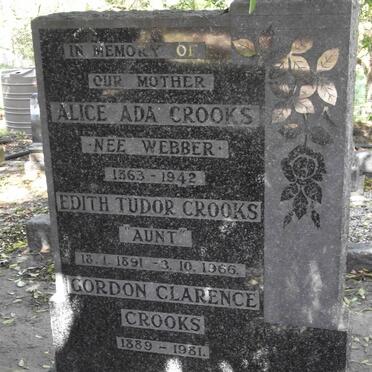 IN MEMORY OF
OUR MOTHER
ALICE ADA CROOKS
NEE WEBBER
1863 - 1942
EDITH TUDOR CROOKS
"AUNT"
18.1.1891 - 3.10.1966.
GORDON CLARENCE
CROOKS
1889 - 1981.